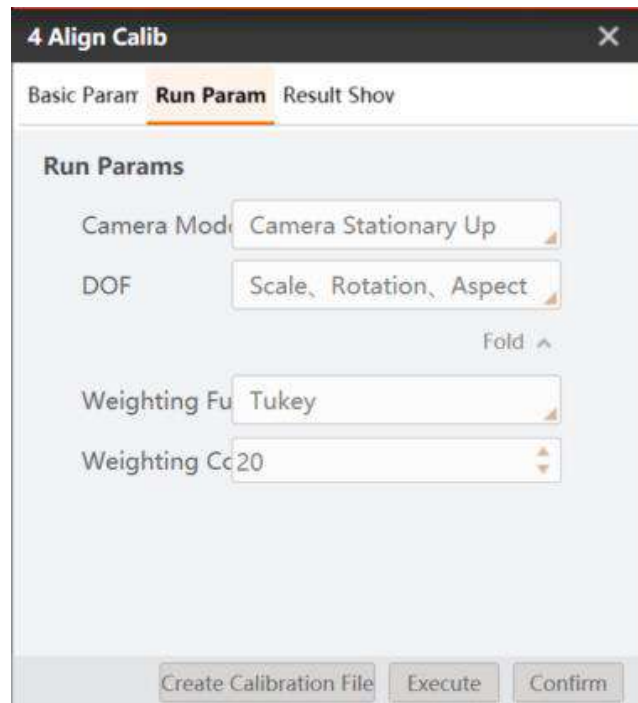 4 Align Calib
Basic Param Run Param Result Shov
Run Params
Camera Mod Camera Stationary Up
DOF Scale、Rotation、Aspect
Fold
Weighting Fu Tukey
Weighting Cc 20
Create Calibration File Execute Confirm